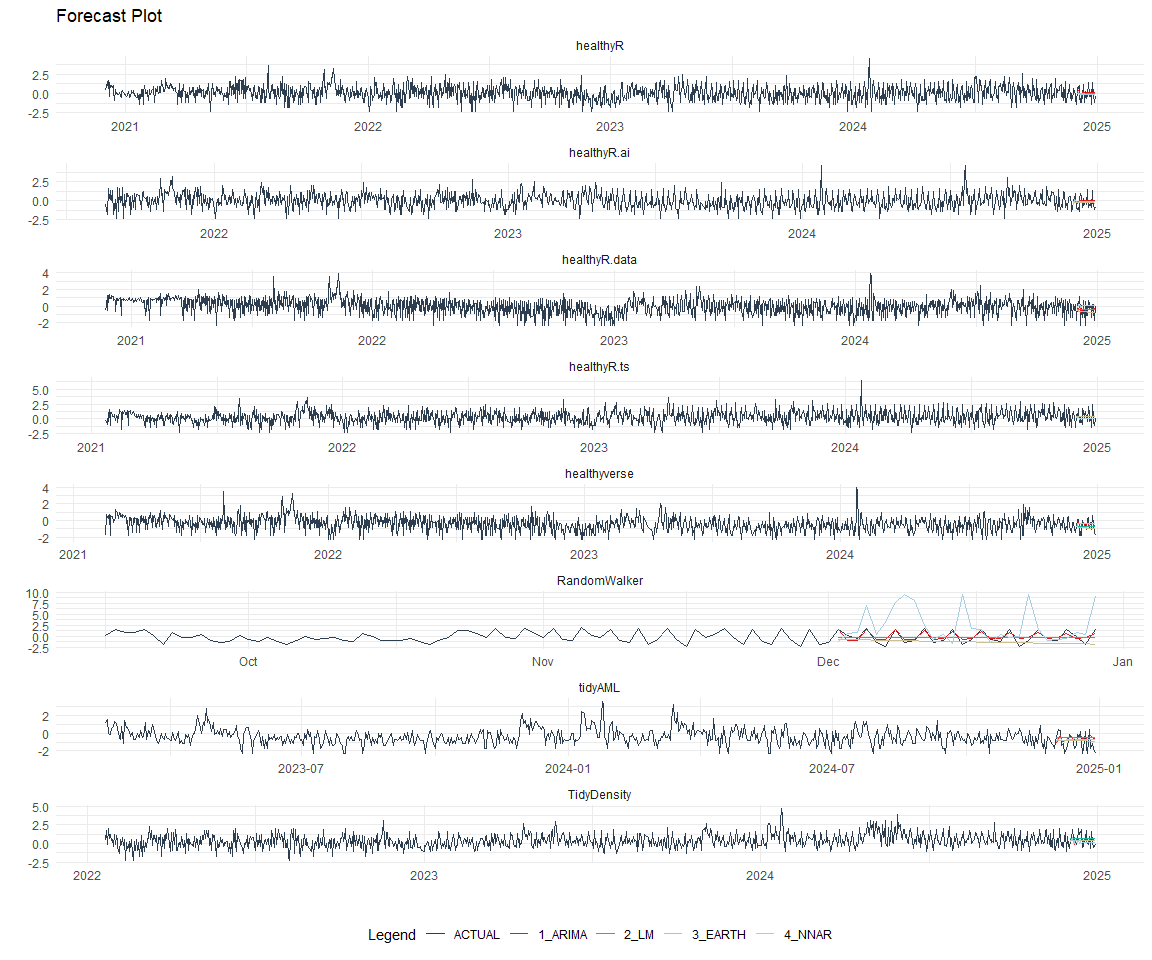 Forecast Plot
healthyR
2.5
0.0
-2.5
2021 2022 2023 2024 2025
healthyR.ai
2.5
0.0
-2.5
2022 2023 2024 2025
healthyR.data
4
2
0
-2
2021 2022 2023 2024 2025
healthyR.ts
5.0
2.5
0.0
-2.5
2021 2022 2023 2024 2025
healthyverse
4
2
0
-2
2021 2022 2023 2024 2025
RandomWalker
10.0
7.5
5.0
2.5
0.0
-2.5
Oct Nov Dec Jan
tidyAML
2
0
-2
2023-07 2024-01 2024-07 2025-01
TidyDensity
5.0
2.5
0.0
-2.5
2022 2023 2024 2025
Legend ACTUAL 1_ARIMA 2_LM 3_EARTH 4_NNAR